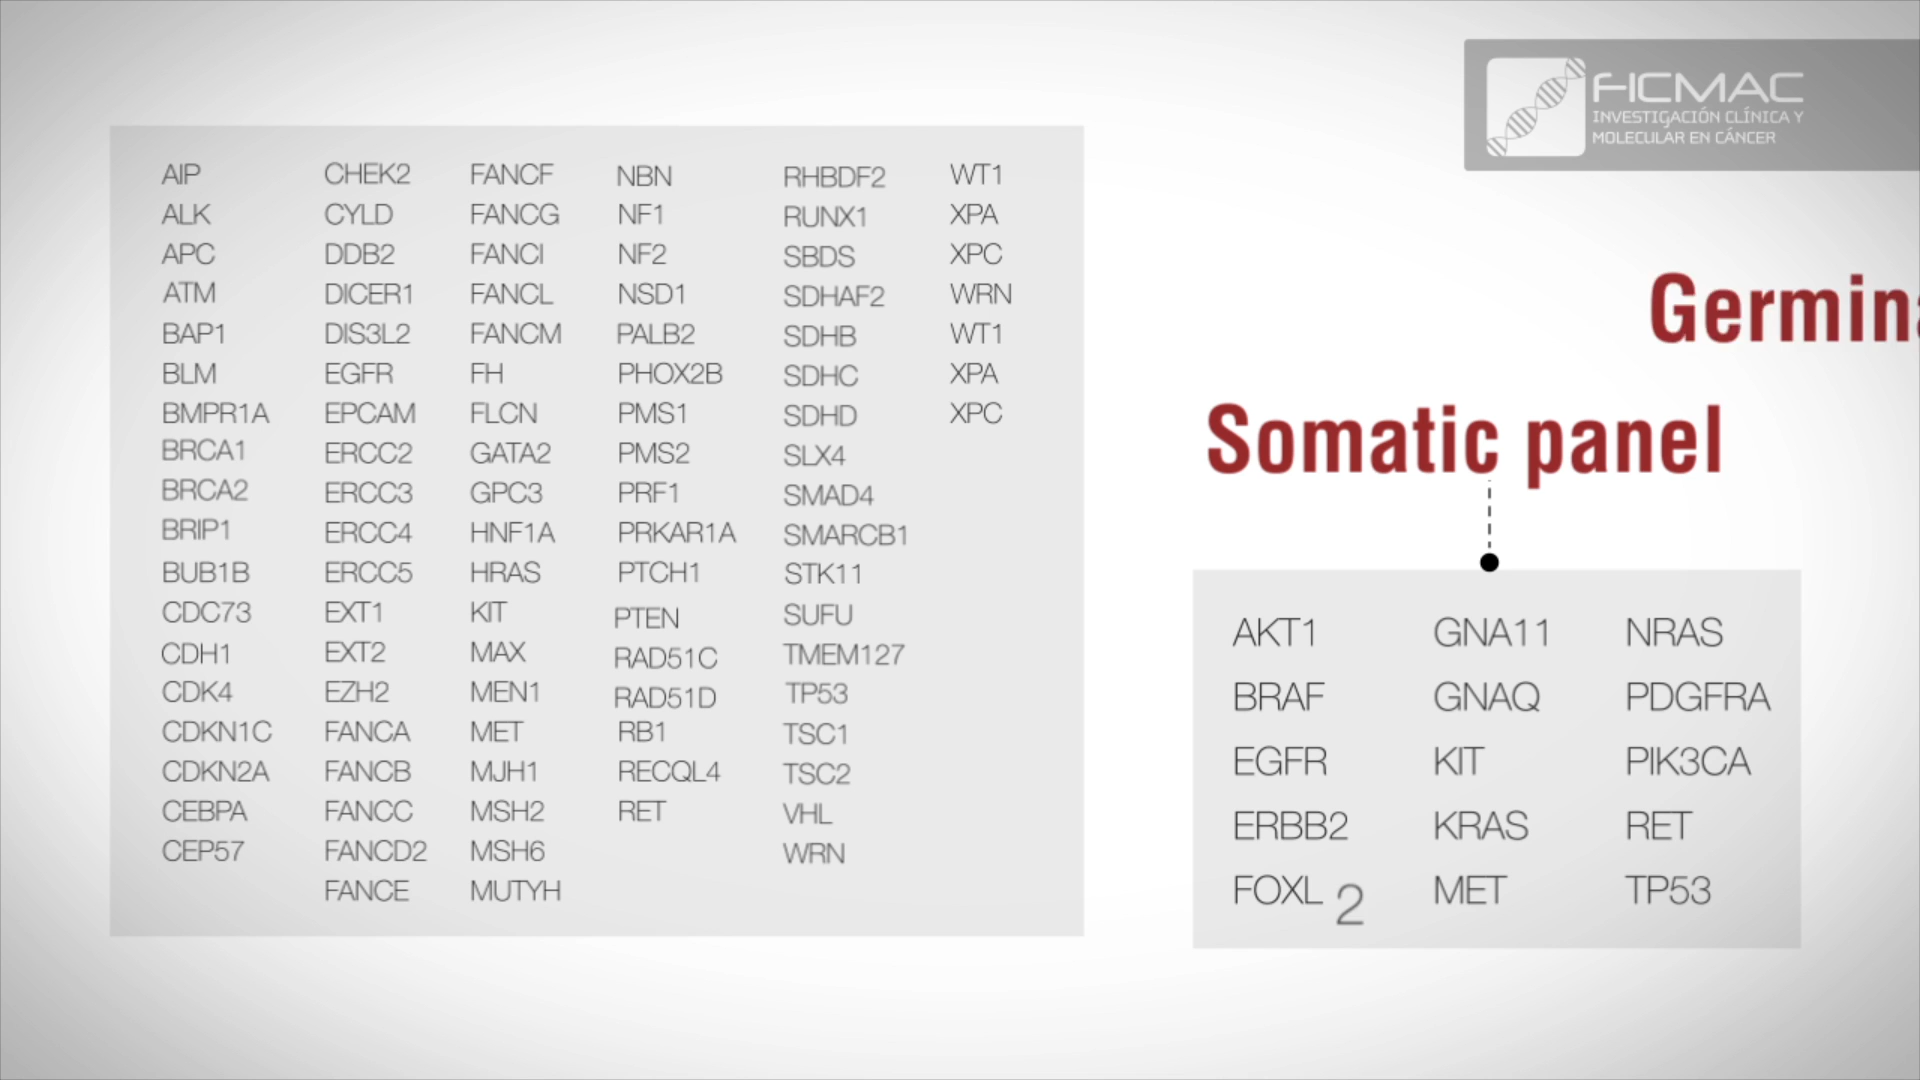 FICMAC
INVESTIGACIÓN CLÍNICA Y
MOLECULAR EN CÁNCER
AIP
ALK
APC
ATM
BAP1
BLM
BMPR1A
BRCA1
BRCA2
BRIP1
BUB1B
CDC73
CDH1
CDK4
CDKN1C
CDKN2A
CEBPA
CEP57
CHEK2
CYLD
DDB2
DICER1
DIS3L2
EGFR
EPCAM
ERCC2
ERCC3
ERCC4
ERCC5
EXT1
EXT2
EZH2
FANCA
FANCB
FANCC
FANCD2
FANCE
FANCF
FANCG
FANCI
FANCL
FANCM
FH
FLCN
GATA2
GPC3
HNF1A
HRAS
KIT
MAX
MEN1
MET
MJH1
MSH2
MSH6
MUTYH
NBN
NF1
NF2
NSD1
PALB2
PHOX2B
PMS1
PMS2
PRF1
PRKAR1A
PTCH1
PTEN
RAD51C
RAD51D
RB1
RECQL4
RET
RHBDF2
RUNX1
SBDS
SDHAF2
SDHB
SDHC
SDHD
SLX4
SMAD4
SMARCB1
STK11
SUFU
TMEM127
TP53
TSC1
TSC2
VHL
WRN
WT1
XPA
XPC
WRN
WT1
XPA
XPC
Germina
Somatic panel
AKT1
BRAF
EGFR
ERBB2
FOXL 2
GNA11
GNAQ
KIT
KRAS
MET
NRAS
PDGFRA
PIK3CA
RET
TP53